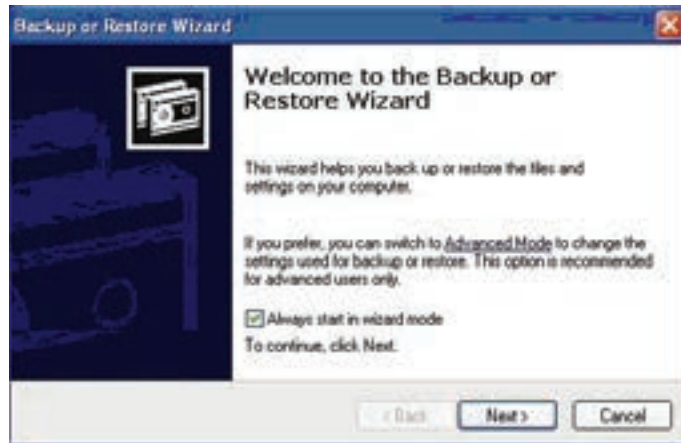 Backup or Restore Wizard
Welcome to the Backup or
Restore Wizard
This wizard helps you back up or restore the files and
settings on your computer.
If you prefer, you can switch to Advanced Mode to change the
settings used for backup or restore. This option is recommended
for advanced users only.
Always start in wizard mode
To continue, click Next.
< Back Next > Cancel